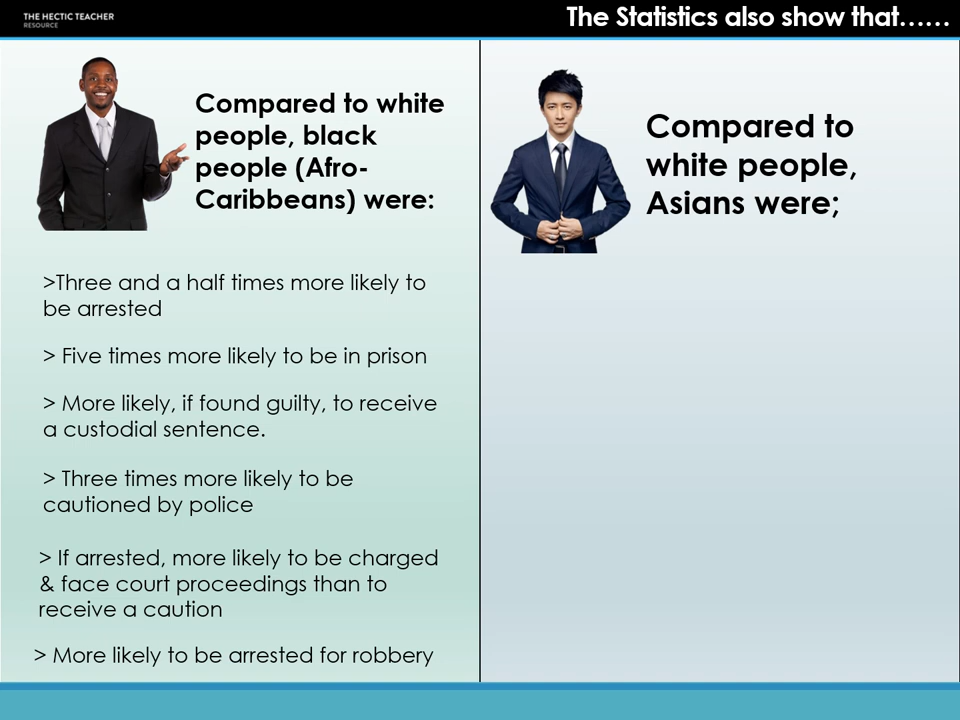 THE HECTIC TEACHER
RESOURCE
The Statistics also show that……
Compared to white
people, black
people (Afro-
Caribbeans) were:
>Three and a half times more likely to
be arrested
> Five times more likely to be in prison
> More likely, if found guilty, to receive
a custodial sentence.
> Three times more likely to be
cautioned by police
> If arrested, more likely to be charged
& face court proceedings than to
receive a caution
> More likely to be arrested for robbery
Compared to
white people,
Asians were;